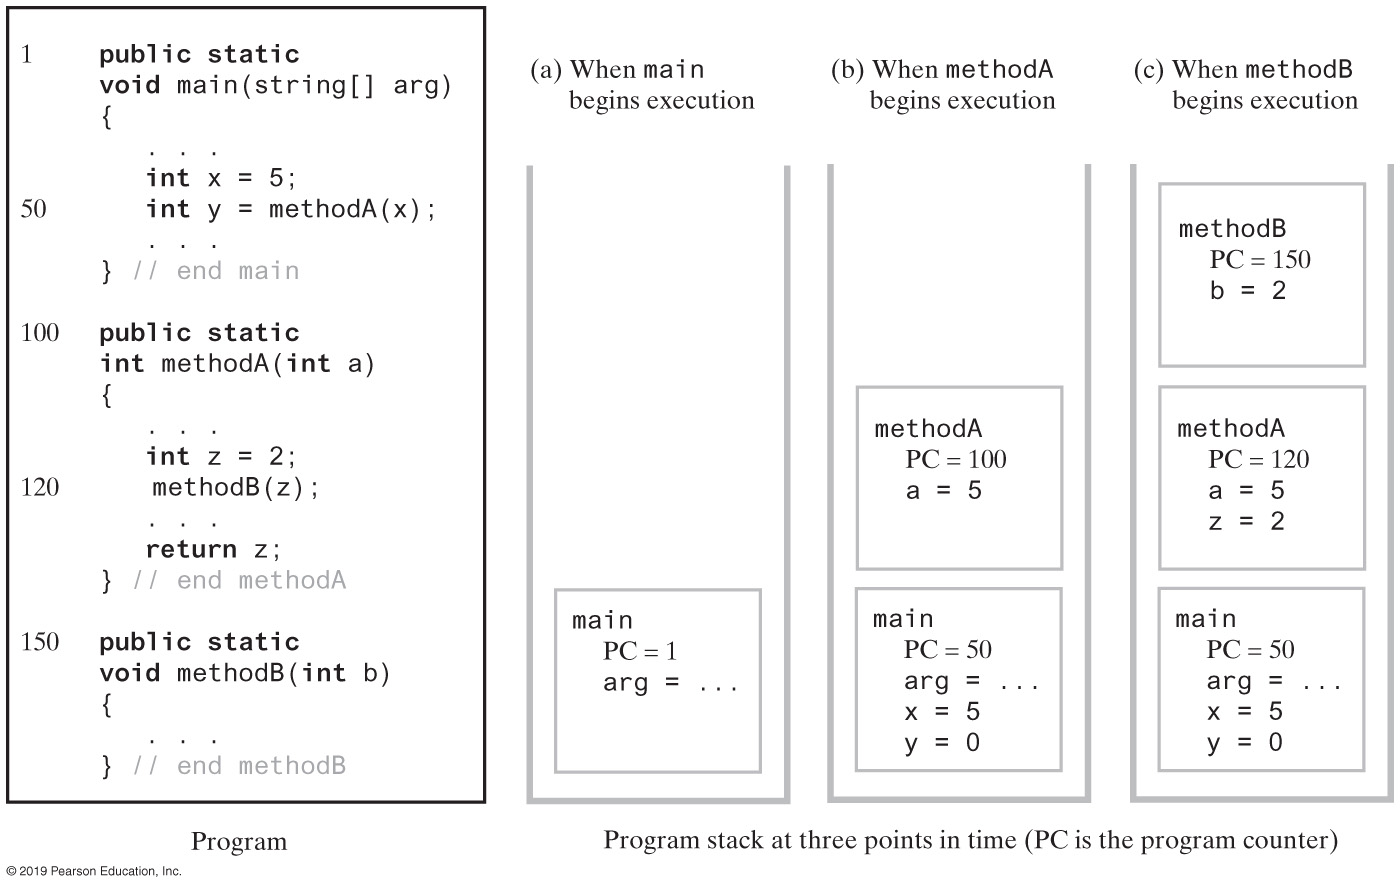 1 public static
void main(string[] arg)
{
. . .
int x = 5;
50 int y = methodA(x);
. . .
} // end main
100 public static
int methodA(int a)
{
. . .
int z = 2;
120 methodB(z);
. . .
return z;
} // end methodA
150 public static
void methodB(int b)
{
. . .
} // end methodB
Program
(a) When main
begins execution
main
PC = 1
arg = ...
(b) When methodA
begins execution
methodA
PC = 100
a = 5
main
PC = 50
arg = ...
x = 5
y = 0
(c) When methodB
begins execution
methodB
PC = 150
b = 2
methodA
PC = 120
a = 5
z = 2
main
PC = 50
arg = ...
x = 5
y = 0
Program stack at three points in time (PC is the program counter)
© 2019 Pearson Education, Inc.